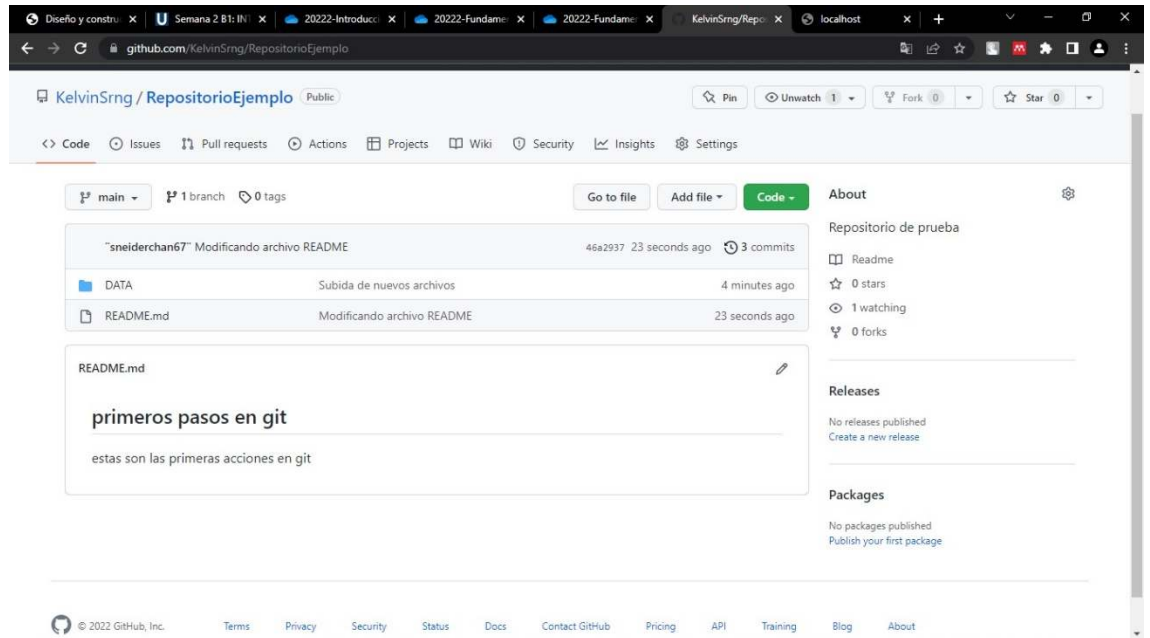 Diseño y constru
Semana 2 B1: INT
20222-Introducci
20222-Fundamen
20222-Fundamen
KelvinSrng/Repo
localhost
github.com/KelvinSrng/RepositorioEjemplo
KelvinSrng / RepositorioEjemplo Public
Pin Unwatch 1 Fork 0 Star 0
<> Code Issues Pull requests Actions Projects Wiki Security Insights Settings
main 1 branch 0 tags Go to file Add file Code
"sneiderchan67" Modificando archivo README 46a2937 23 seconds ago 3 commits
DATA Subida de nuevos archivos 4 minutes ago
README.md Modificando archivo README 23 seconds ago
README.md
primeros pasos en git
estas son las primeras acciones en git
About
Repositorio de prueba
Readme
0 stars
1 watching
0 forks
Releases
No releases published
Create a new release
Packages
No packages published
Publish your first package
© 2022 GitHub, Inc. Terms Privacy Security Status Docs Contact GitHub Pricing API Training Blog About